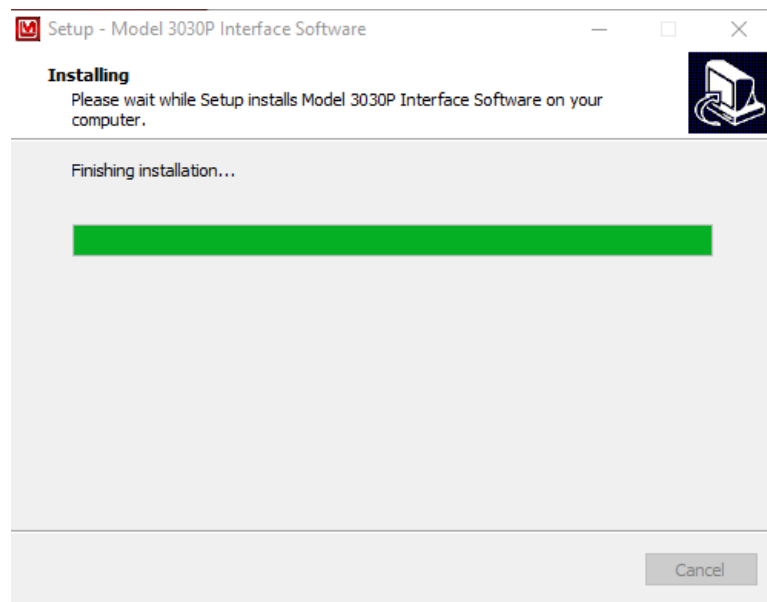 Setup - Model 3030P Interface Software
Installing
Please wait while Setup installs Model 3030P Interface Software on your
computer.
Finishing installation...
Cancel